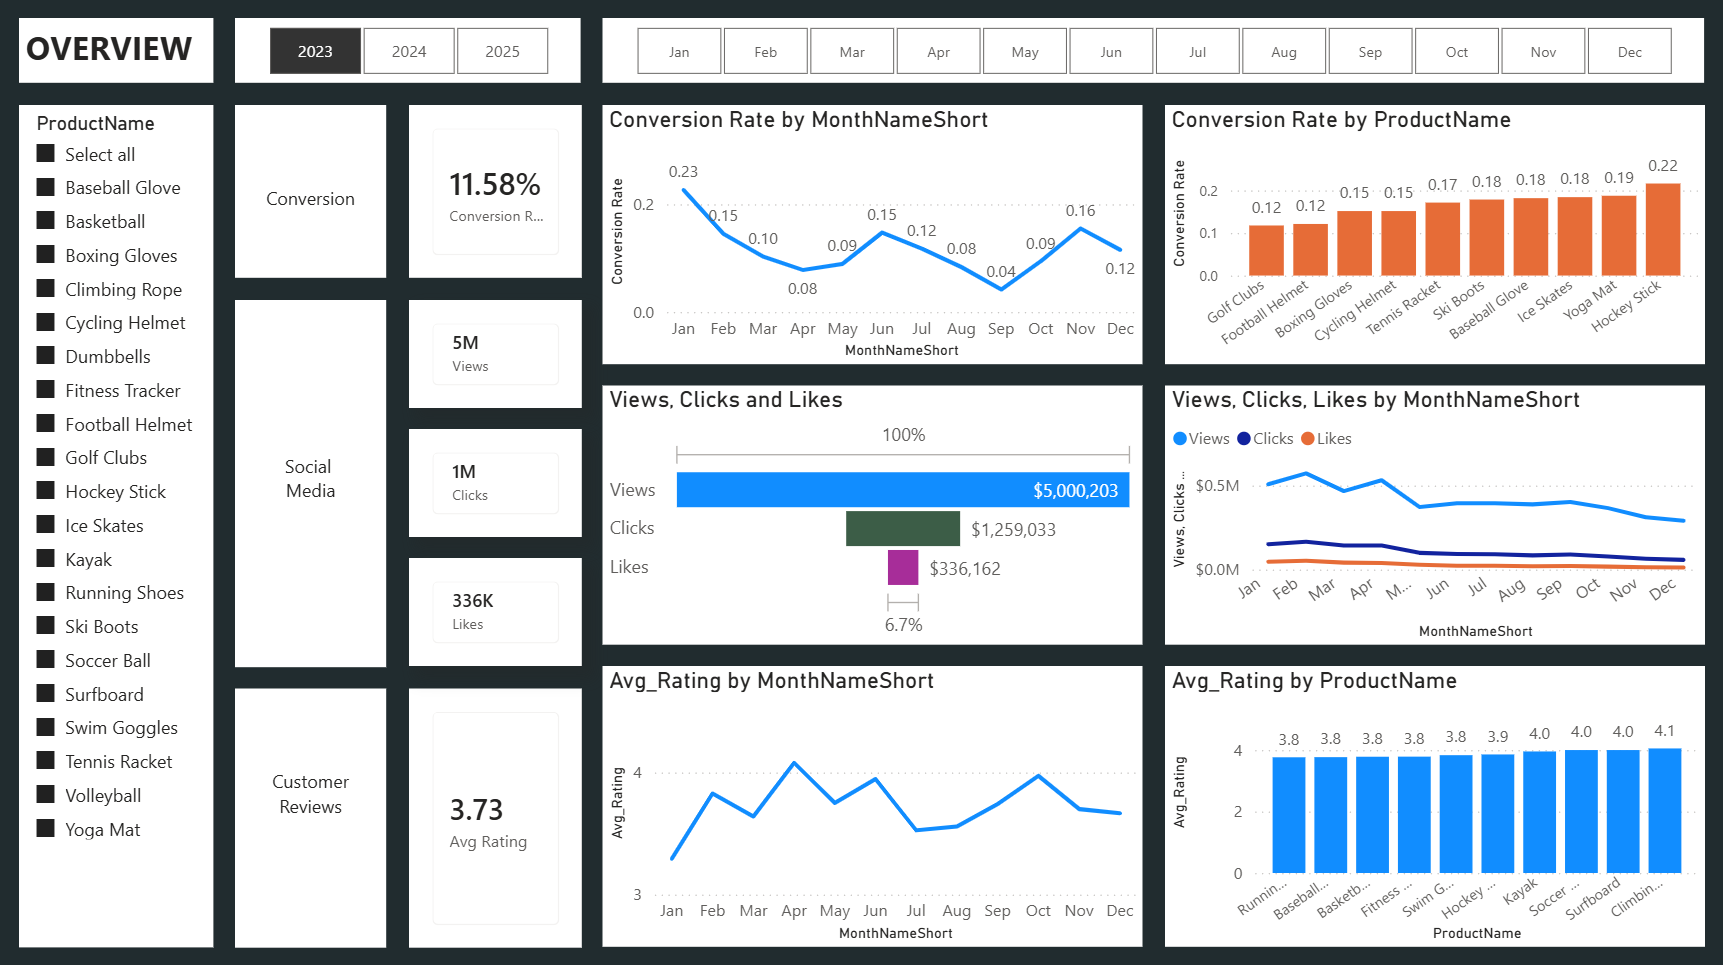 OVERVIEW
2023
2024
2025
Jan
Feb
Mar
Apr
May
Jun
Jul
Aug
Sep
Oct
Nov
Dec
ProductName
Select all
Baseball Glove
Basketball
Boxing Gloves
Climbing Rope
Cycling Helmet
Dumbbells
Fitness Tracker
Football Helmet
Golf Clubs
Hockey Stick
Ice Skates
Kayak
Running Shoes
Ski Boots
Soccer Ball
Surfboard
Swim Goggles
Tennis Racket
Volleyball
Yoga Mat
Conversion
11.58%
Conversion R...
Social
Media
5M
Views
1M
Clicks
336K
Likes
Customer
Reviews
3.73
Avg Rating
Conversion Rate by MonthNameShort
Conversion Rate
0.2
0.0
0.23
0.15
0.10
0.08
0.09
0.15
0.12
0.08
0.04
0.09
0.16
0.12
Jan
Feb
Mar
Apr
May
Jun
Jul
Aug
Sep
Oct
Nov
Dec
MonthNameShort
Conversion Rate by ProductName
Conversion Rate
0.2
0.1
0.0
0.12
0.12
0.15
0.15
0.17
0.18
0.18
0.18
0.19
0.22
Golf Clubs
Football Helmet
Boxing Gloves
Cycling Helmet
Tennis Racket
Ski Boots
Baseball Glove
Ice Skates
Yoga Mat
Hockey Stick
Views, Clicks and Likes
100%
Views
$5,000,203
Clicks
$1,259,033
Likes
$336,162
6.7%
Views, Clicks, Likes by MonthNameShort
Views
Clicks
Likes
Views, Clicks ...
$0.5M
$0.0M
Jan
Feb
Mar
Apr
M...
Jun
Jul
Aug
Sep
Oct
Nov
Dec
MonthNameShort
Avg_Rating by MonthNameShort
Avg_Rating
4
3
Jan
Feb
Mar
Apr
May
Jun
Jul
Aug
Sep
Oct
Nov
Dec
MonthNameShort
Avg_Rating by ProductName
Avg_Rating
4
2
0
3.8
3.8
3.8
3.8
3.8
3.9
4.0
4.0
4.0
4.1
Runnin...
Baseball...
Basketb...
Fitness ...
Swim G...
Hockey ...
Kayak
Soccer ...
Surfboard
Climbin...
ProductName